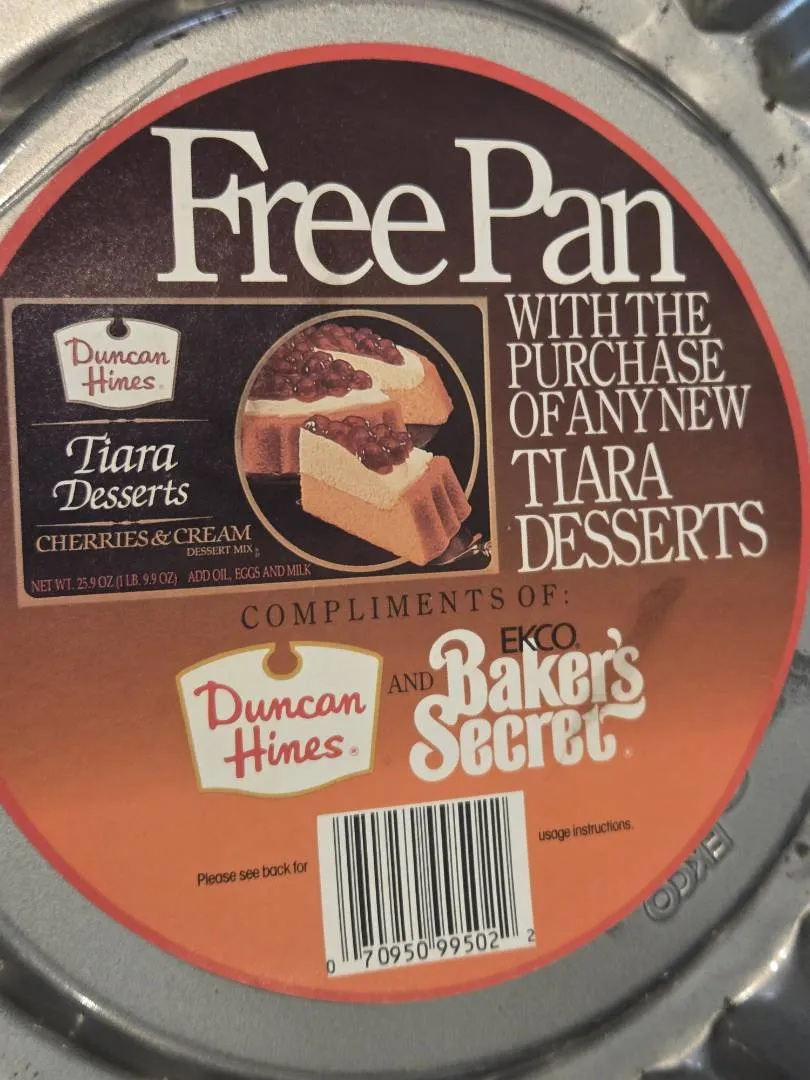 Free Pan
WITH THE
PURCHASE
OF ANY NEW
TIARA
DESSERTS
Duncan
Hines®
Tiara
Desserts
CHERRIES & CREAM
DESSERT MIX
NET WT. 25.9 OZ (1 LB. 9.9 OZ) ADD OIL, EGGS AND MILK
COMPLIMENTS OF:
Duncan
Hines®
AND
EKCO®
Baker's
Secret®
Please see back for
usage instructions.
0 70950 99502 2
EKCO